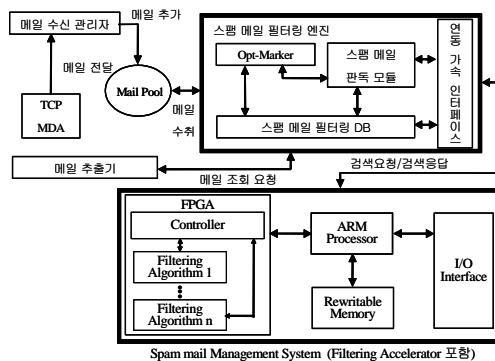 메일 수신 관리자
메일 추가
메일 전달
TCP
MDA
Mail Pool
메일
수취
스팸 메일 필터링 엔진
Opt-Marker
스팸 메일
판독 모듈
스팸 메일 필터링 DB
연동 가속 인터페이스
메일 추출기
메일 조회 요청
검색요청/검색응답
FPGA
Controller
Filtering
Algorithm 1
Filtering
Algorithm n
ARM
Processor
Rewritable
Memory
I/O
Interface
Spam mail Management System (Filtering Accelerator 포함)